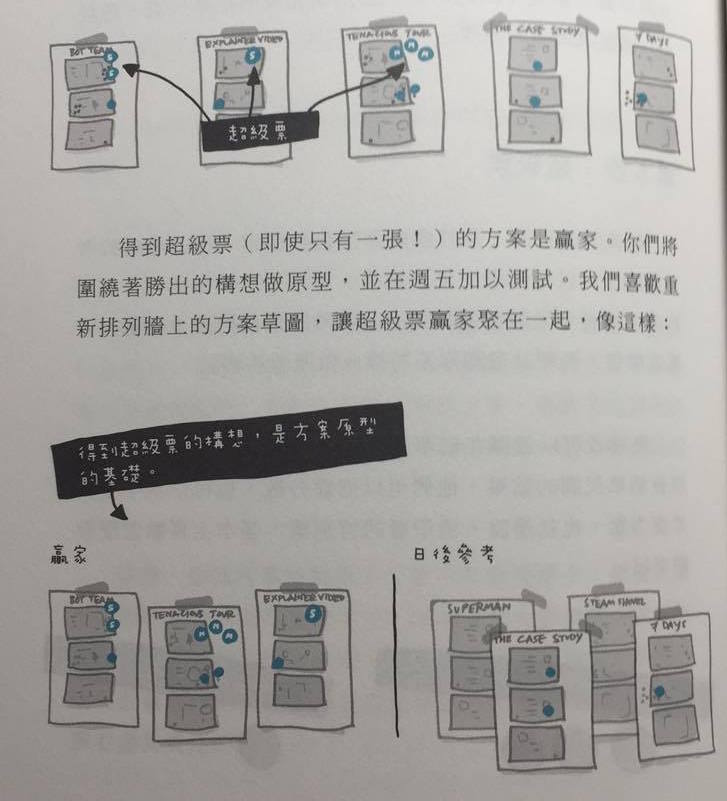 BOT TEAM
EXPLAINER VIDEO
TENACIOUS TOUR
THE CASE STUDY
7 DAYS
S
S
S
M
M
M
超級票
得到超級票（即使只有一張！）的方案是贏家。你們將
圍繞著勝出的構想做原型，並在週五加以測試。我們喜歡重
新排列牆上的方案草圖，讓超級票贏家聚在一起，像這樣：
得到超級票的構想，是方案原型
的基礎。
贏家
日後參考
BOT TEAM
TENACIOUS TOUR
EXPLAINER VIDEO
S
S
M
M
M
S
SUPERMAN
THE CASE STUDY
7 DAYS